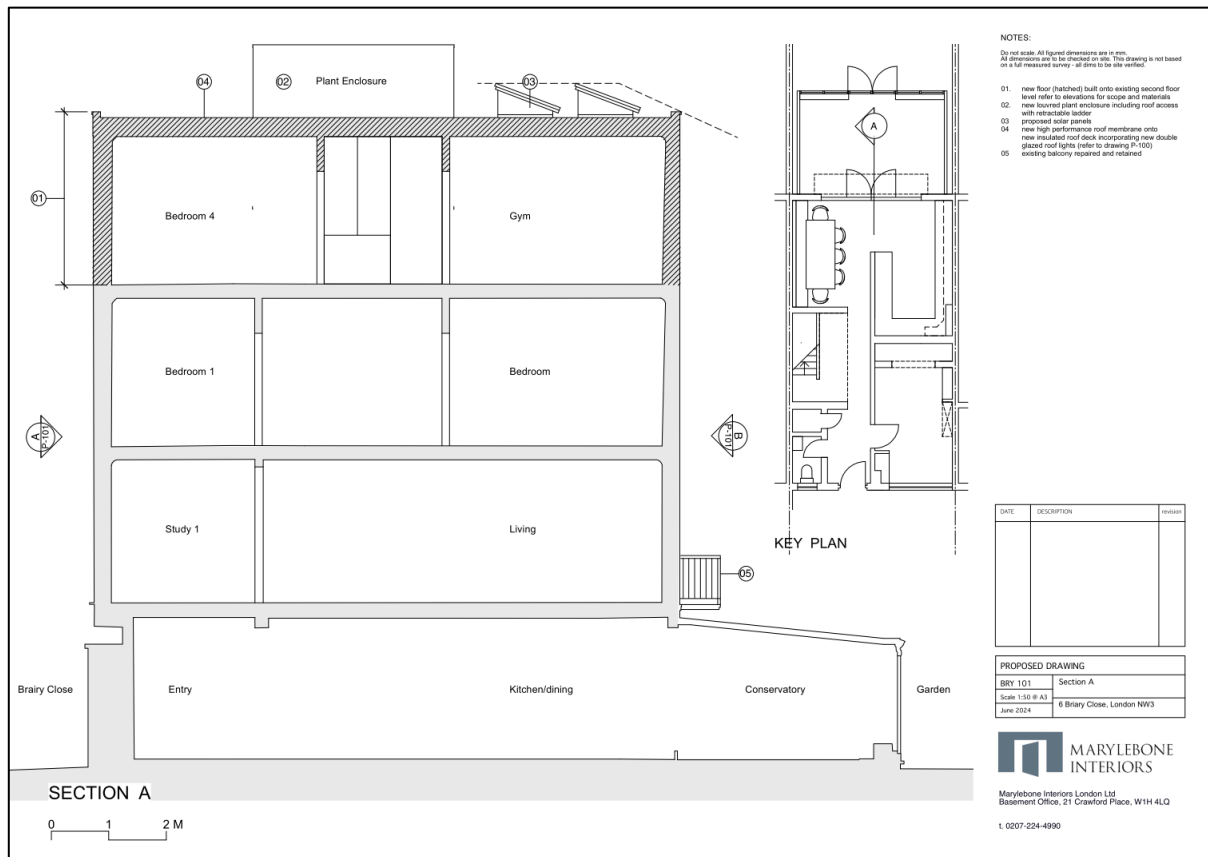 04
02
Plant Enclosure
03
01
Bedroom 4
Gym
Bedroom 1
Bedroom
A
P-101
B
P-101
Study 1
Living
05
Brairy Close
Entry
Kitchen/dining
Conservatory
Garden
SECTION A
0 1 2 M
A
KEY PLAN
NOTES:
Do not scale. All figured dimensions are in mm.
All dimensions are to be checked on site. This drawing is not based
on a full measured survey - all dims to be site verified.
01. new floor (hatched) built onto existing second floor
level refer to elevations for scope and materials
02. new louvred plant enclosure including roof access
with retractable ladder
03 proposed solar panels
04 new high performance roof membrane onto
new insulated roof deck incorporating new double
glazed roof lights (refer to drawing P-100)
05 existing balcony repaired and retained
DATE DESCRIPTION revision
PROPOSED DRAWING
BRY 101 Section A
Scale 1:50 @ A3
June 2024 6 Briary Close, London NW3
MARYLEBONE
INTERIORS
Marylebone Interiors London Ltd
Basement Office, 21 Crawford Place, W1H 4LQ
t. 0207-224-4990